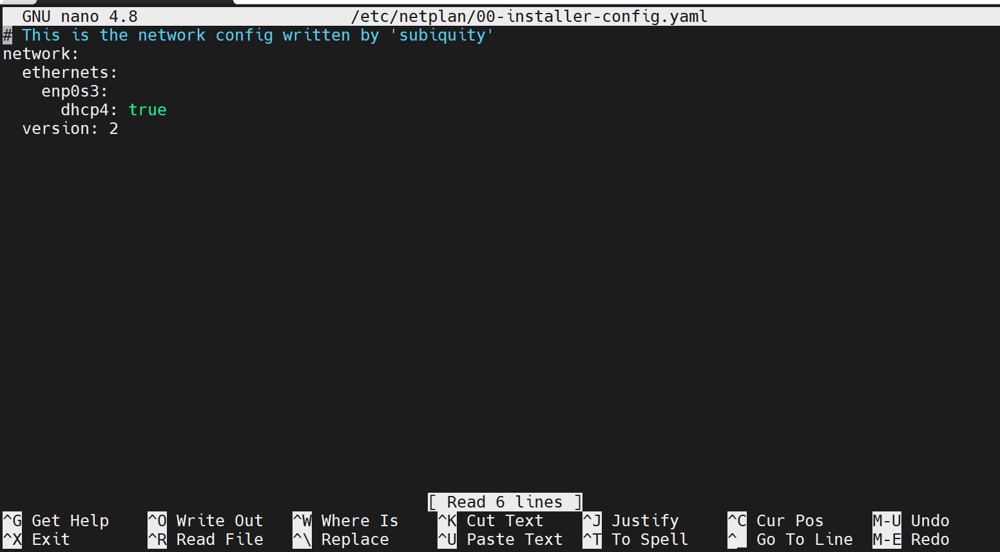 GNU nano 4.8 /etc/netplan/00-installer-config.yaml
# This is the network config written by 'subiquity'
network:
  ethernets:
    enp0s3:
      dhcp4: true
  version: 2
[ Read 6 lines ]
^G Get Help ^O Write Out ^W Where Is ^K Cut Text ^J Justify ^C Cur Pos M-U Undo
^X Exit ^R Read File ^\ Replace ^U Paste Text ^T To Spell ^_ Go To Line M-E Redo